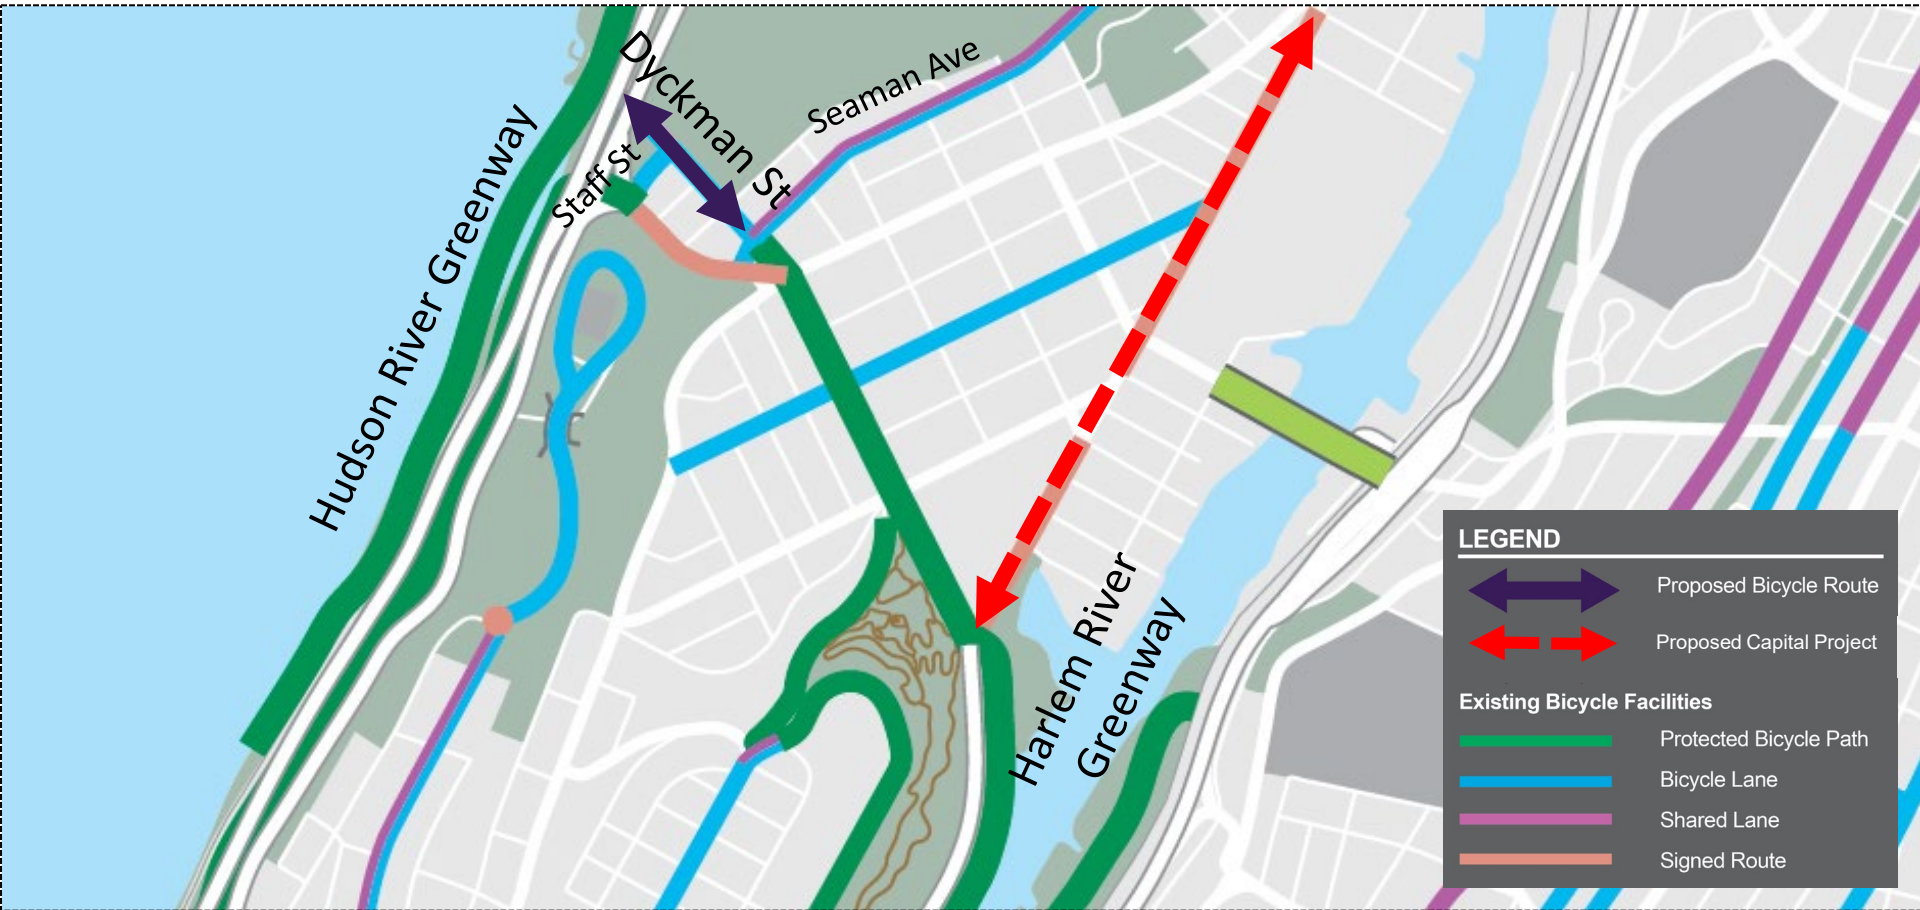 Dyckman St
Seaman Ave
Staff St
Hudson River Greenway
Harlem River
Greenway
LEGEND
Proposed Bicycle Route
Proposed Capital Project
Existing Bicycle Facilities
Protected Bicycle Path
Bicycle Lane
Shared Lane
Signed Route